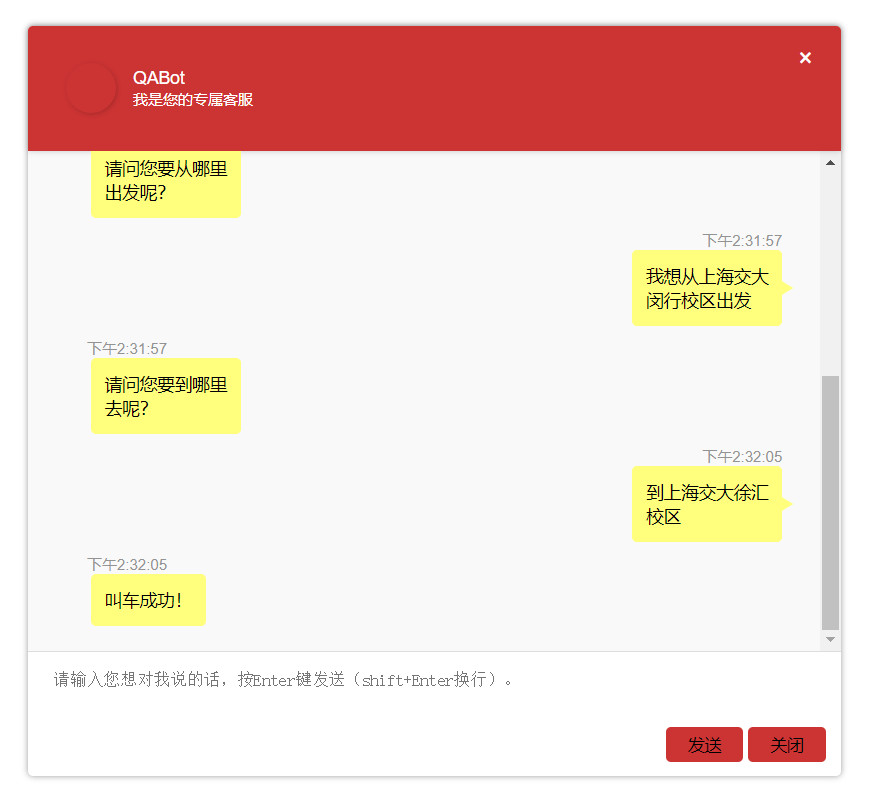 QABot
我是您的专属客服
×
请问您要从哪里
出发呢？
下午2:31:57
我想从上海交大
闵行校区出发
下午2:31:57
请问您要到哪里
去呢？
下午2:32:05
到上海交大徐汇
校区
下午2:32:05
叫车成功！
请输入您想对我说的话，按Enter键发送（shift+Enter换行）。
发送 关闭